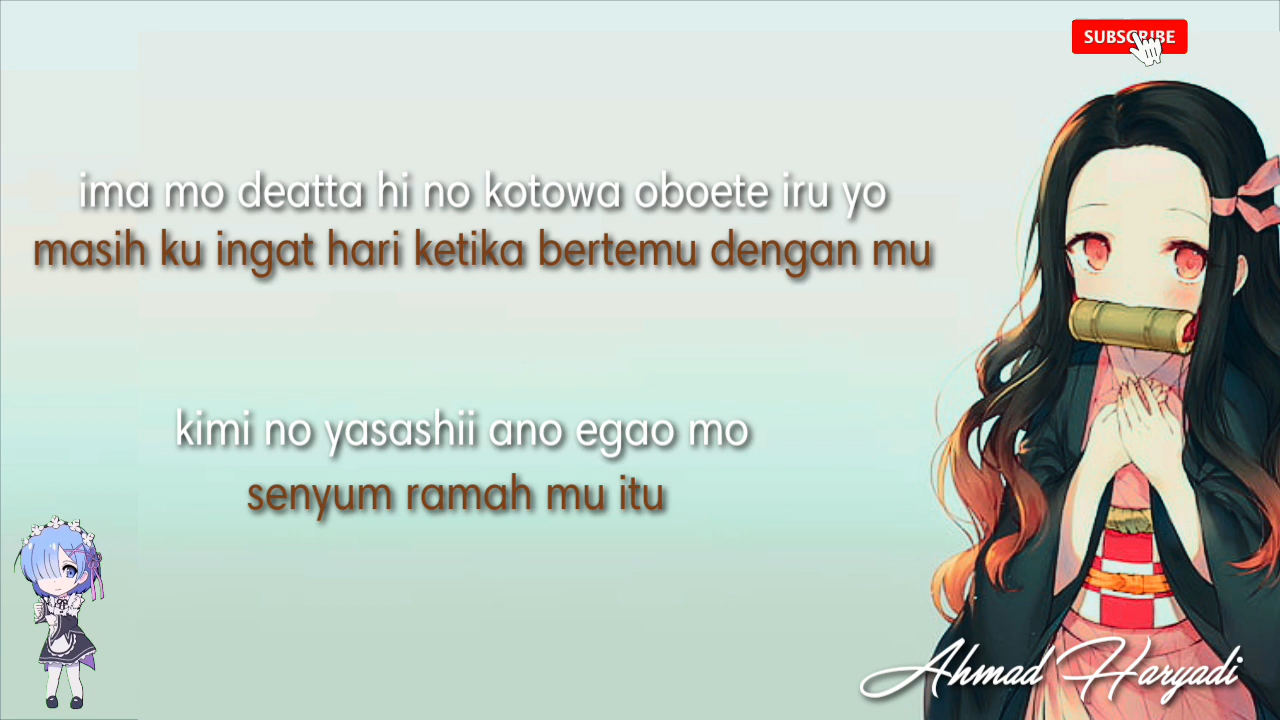 SUBSCRIBE
ima mo deatta hi no kotowa oboete iru yo
masih ku ingat hari ketika bertemu dengan mu
kimi no yasashii ano egao mo
senyum ramah mu itu
Ahmad Haryadi